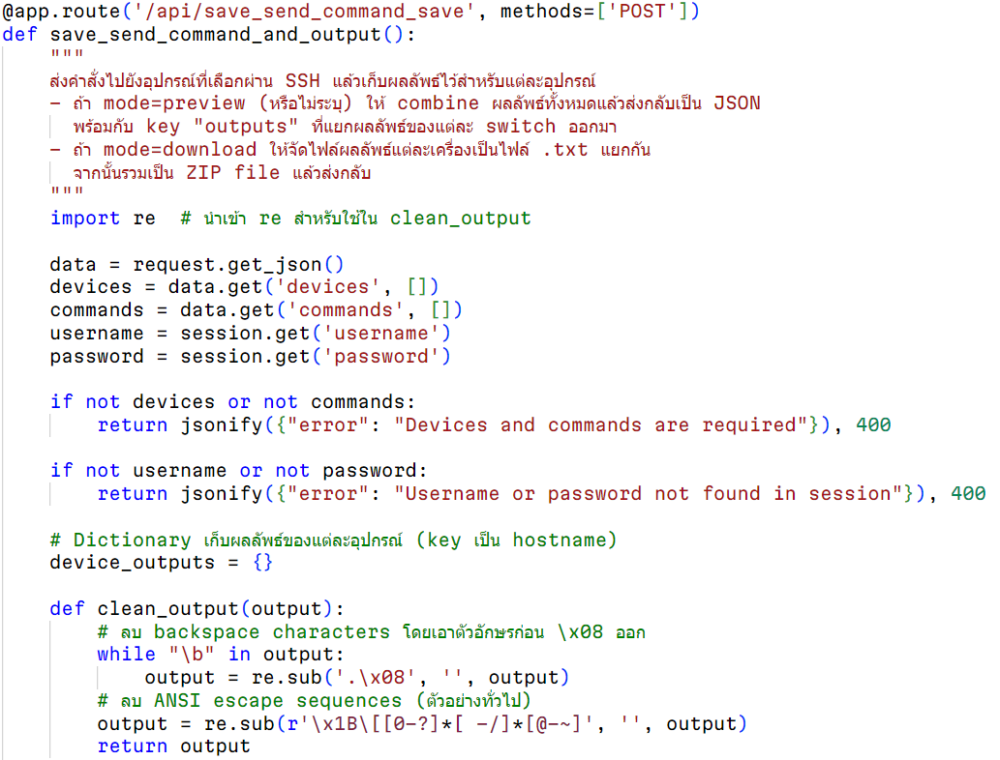 @app.route('/api/save_send_command_save', methods=['POST'])
def save_send_command_and_output():
"""
ส่งคำสั่งไปยังอุปกรณ์ที่เลือกผ่าน SSH แล้วเก็บผลลัพธ์ไว้สำหรับแต่ละอุปกรณ์
- ถ้า mode=preview (หรือไม่ระบุ) ให้ combine ผลลัพธ์ทั้งหมดแล้วส่งกลับเป็น JSON
พร้อมกับ key "outputs" ที่แยกผลลัพธ์ของแต่ละ switch ออกมา
- ถ้า mode=download ให้จัดไฟล์ผลลัพธ์แต่ละเครื่องเป็นไฟล์ .txt แยกกัน
จากนั้นรวมเป็น ZIP file แล้วส่งกลับ
"""
import re  # นำเข้า re สำหรับใช้ใน clean_output
data = request.get_json()
devices = data.get('devices', [])
commands = data.get('commands', [])
username = session.get('username')
password = session.get('password')
if not devices or not commands:
return jsonify({"error": "Devices and commands are required"}), 400
if not username or not password:
return jsonify({"error": "Username or password not found in session"}), 400
# Dictionary เก็บผลลัพธ์ของแต่ละอุปกรณ์ (key เป็น hostname)
device_outputs = {}
def clean_output(output):
# ลบ backspace characters โดยเอาตัวอักษรก่อน \x08 ออก
while "\b" in output:
output = re.sub('.\x08', '', output)
# ลบ ANSI escape sequences (ตัวอย่างทั่วไป)
output = re.sub(r'\x1B\[[0-?]*[ -/]*[@-~]', '', output)
return output